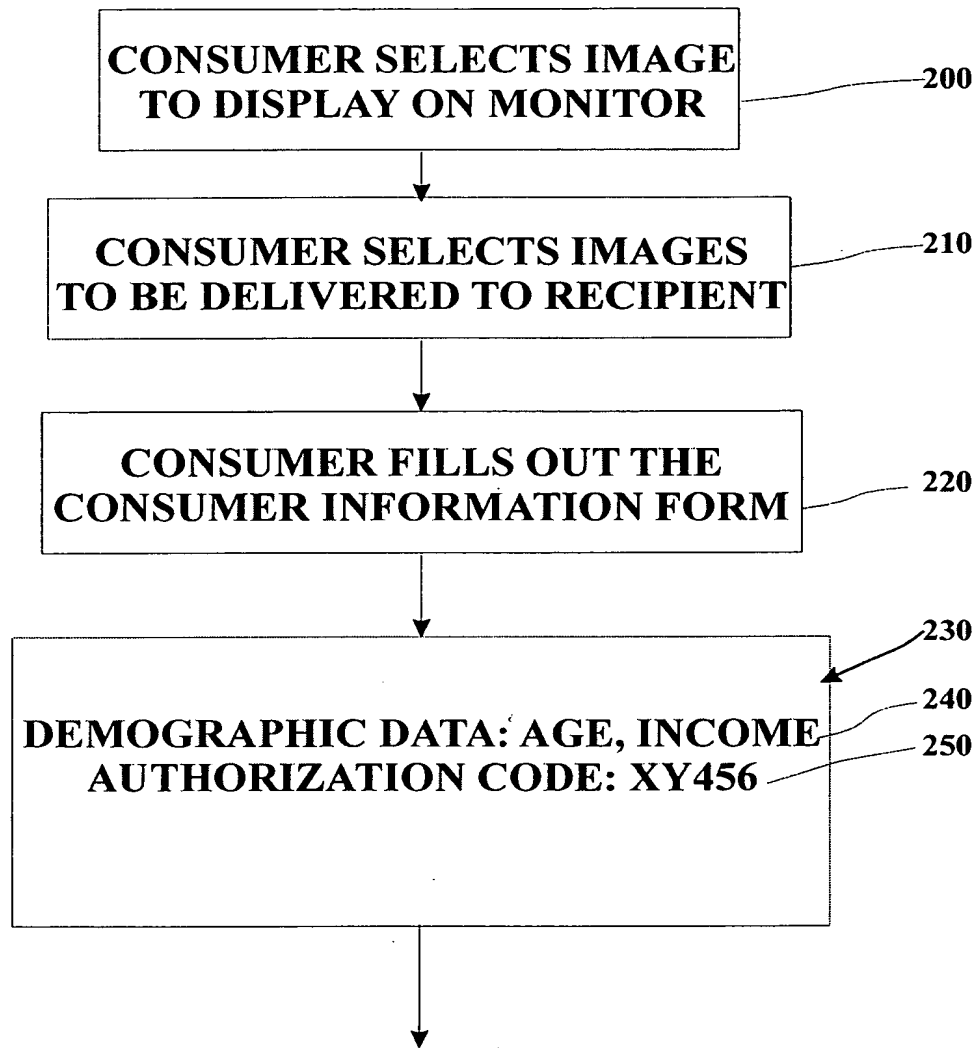 CONSUMER SELECTS IMAGE
TO DISPLAY ON MONITOR
200
CONSUMER SELECTS IMAGES
TO BE DELIVERED TO RECIPIENT
210
CONSUMER FILLS OUT THE
CONSUMER INFORMATION FORM
220
230
DEMOGRAPHIC DATA: AGE, INCOME
240
AUTHORIZATION CODE: XY456
250